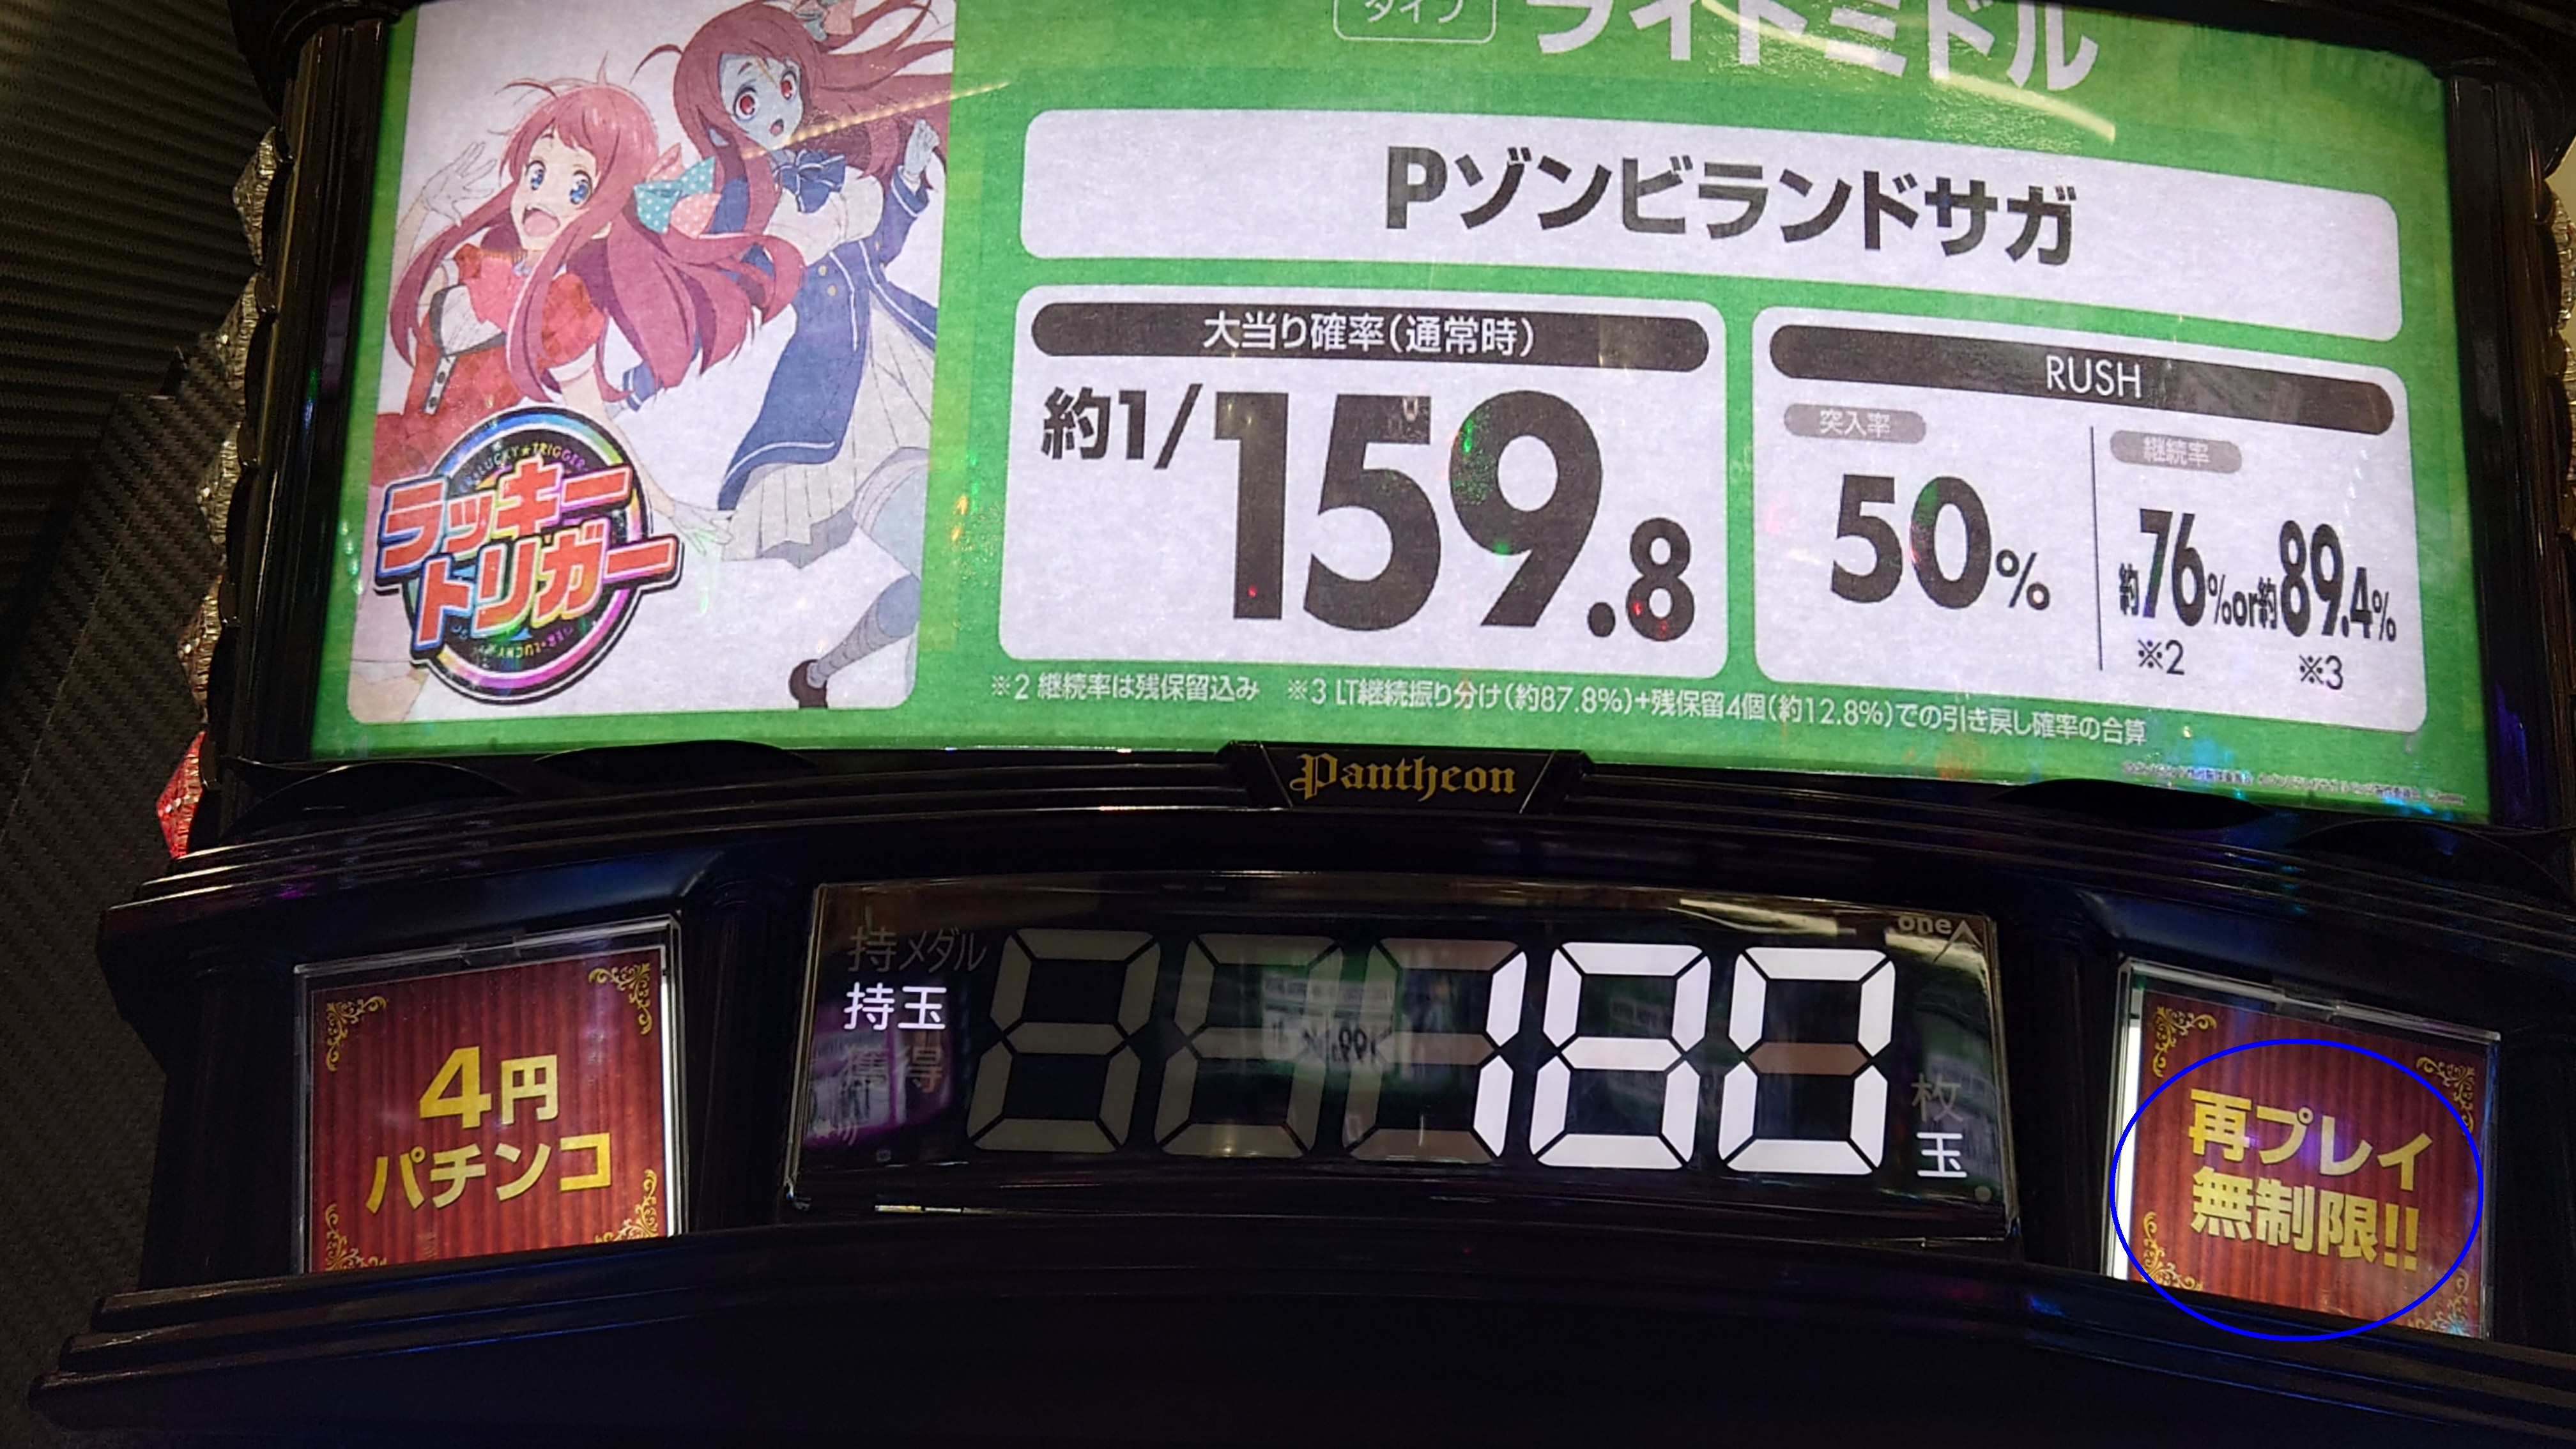 タイプ
ライトミドル
Pゾンビランドサガ
大当り確率(通常時)
約1/159.8
RUSH
突入率
50%
継続率
約76%or約89.4%
※2
※3
ラッキー
トリガー
※2 継続率は残保留込み ※3 LT継続振り分け(約87.8%)+残保留4個(約12.8%)での引き戻し確率の合算
Pantheon
4円
パチンコ
one
持メダル
持玉
獲得
180
枚
玉
再プレイ
無制限!!